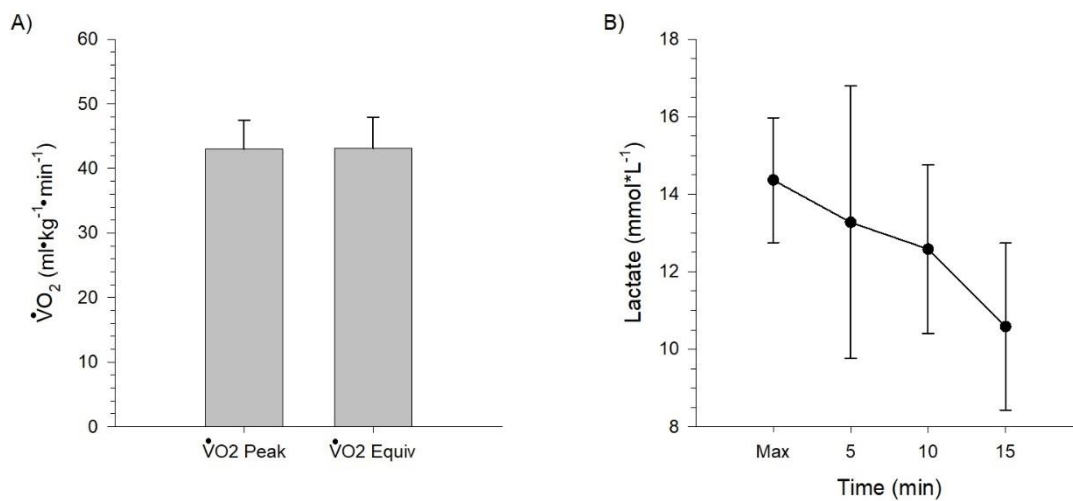 A)
60
50
40
30
20
10
0
V̇O₂ (ml•kg⁻¹•min⁻¹)
V̇O2 Peak
V̇O2 Equiv
B)
18
16
14
12
10
8
Lactate (mmol*L⁻¹)
Max
5
10
15
Time (min)